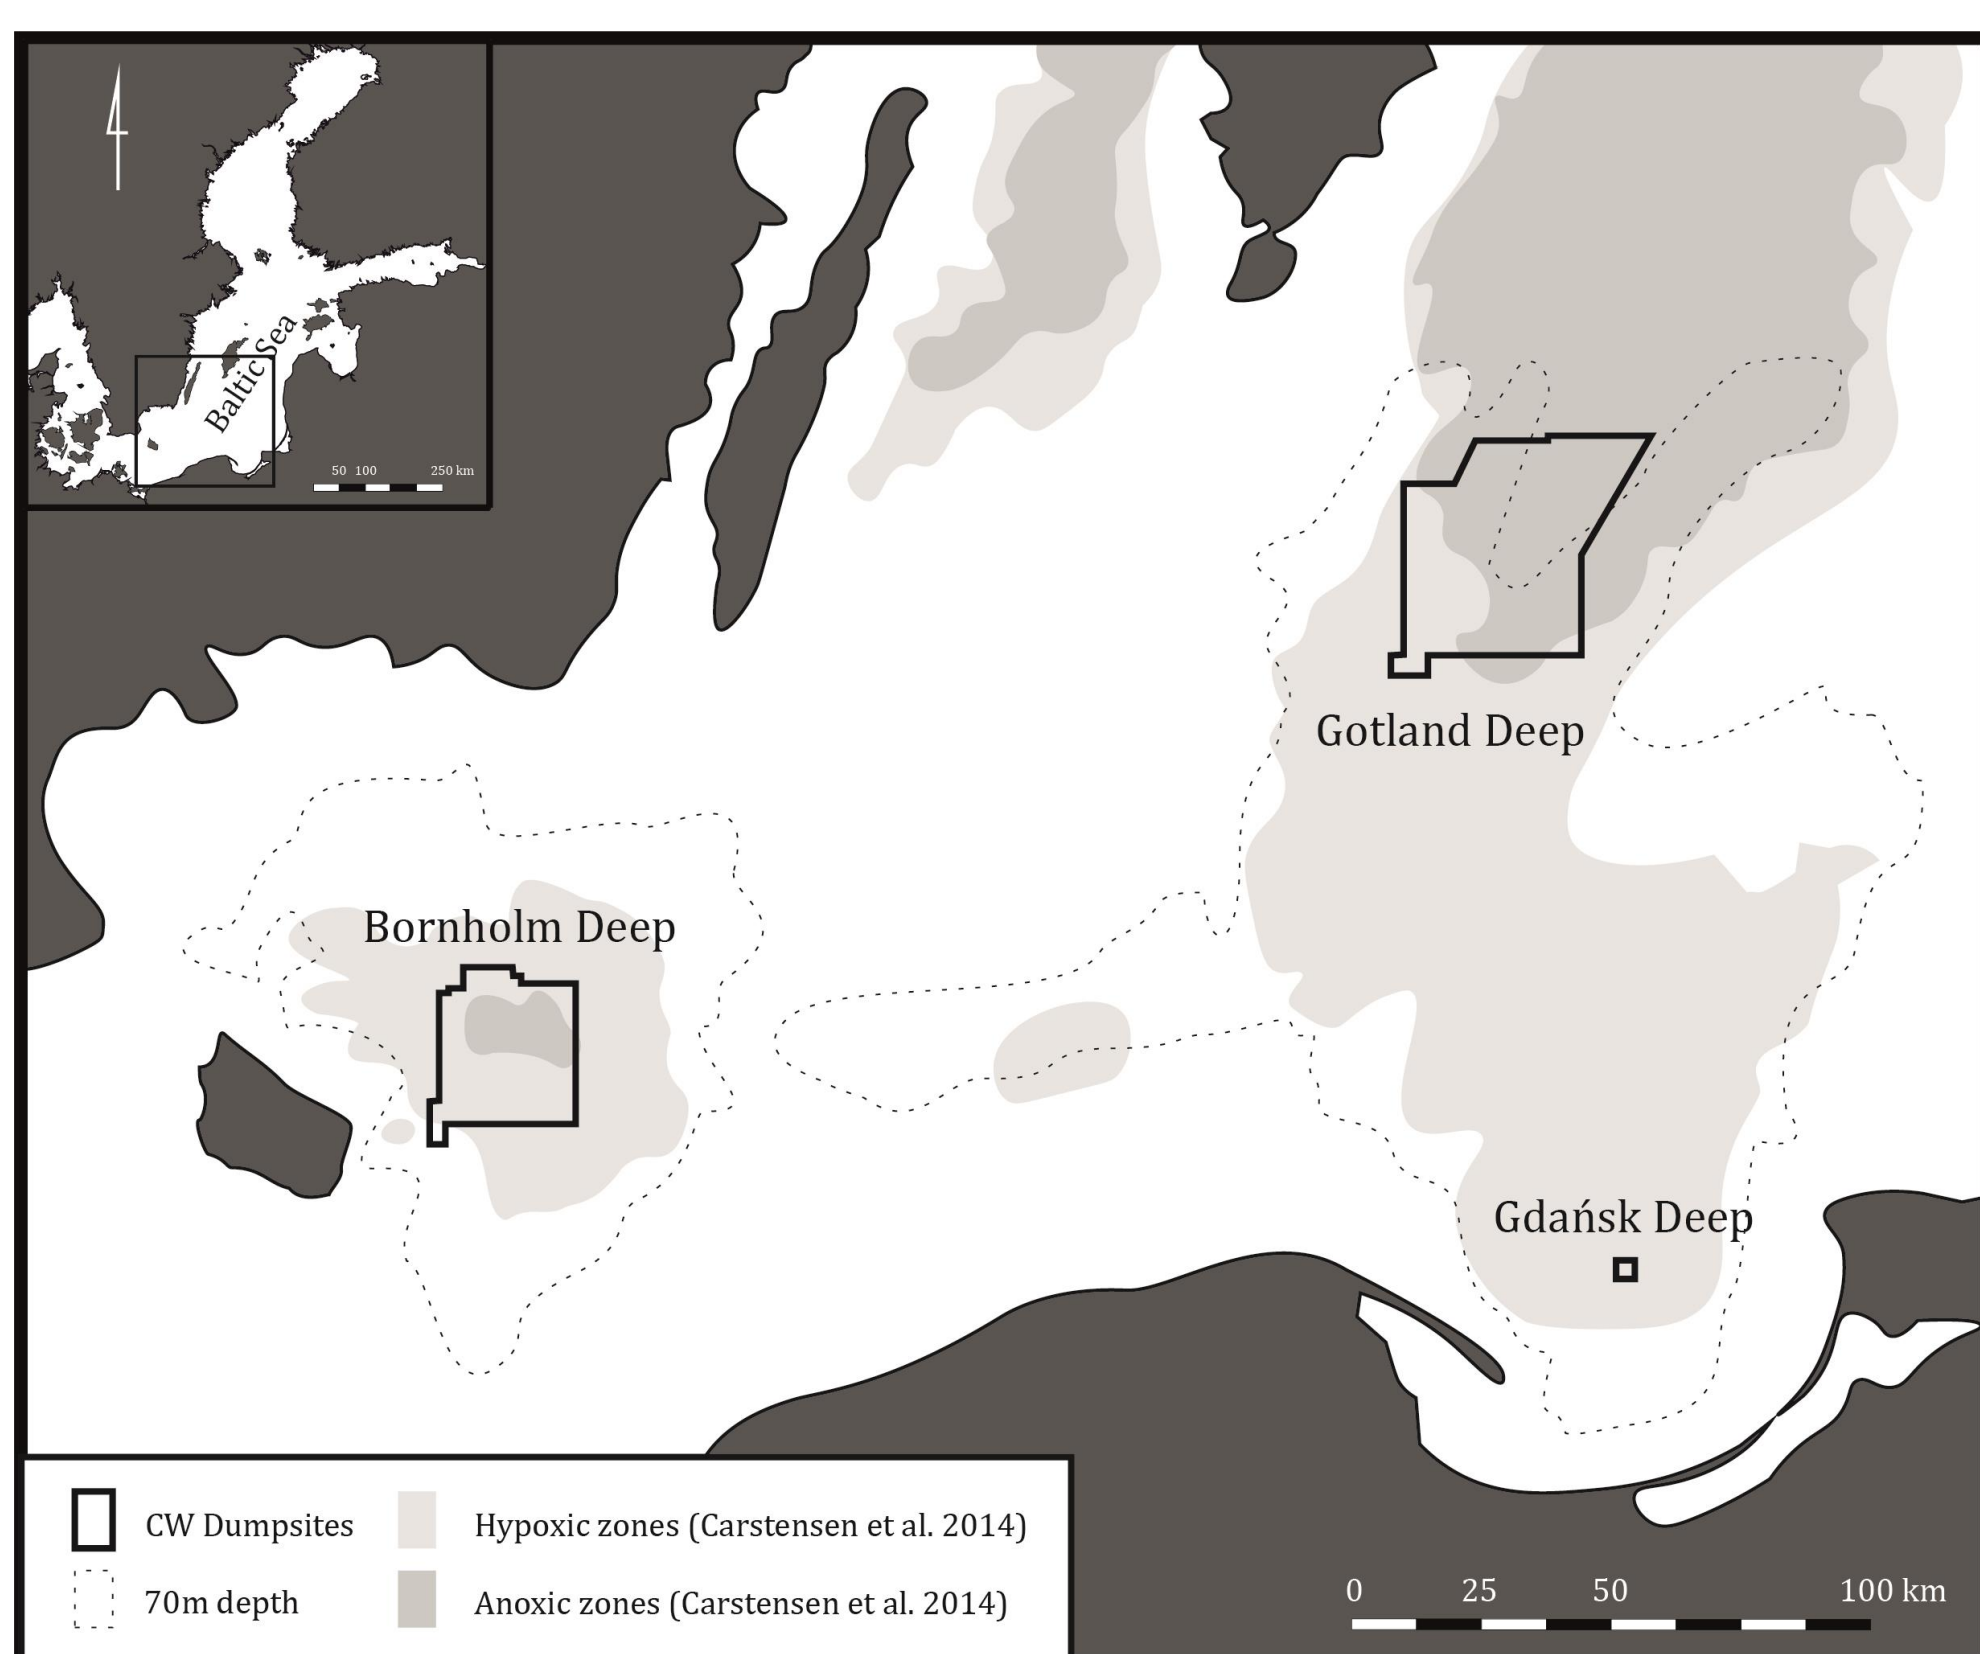 Baltic Sea
50 100 250 km
Gotland Deep
Bornholm Deep
Gdańsk Deep
CW Dumpsites
Hypoxic zones (Carstensen et al. 2014)
70m depth
Anoxic zones (Carstensen et al. 2014)
0 25 50 100 km